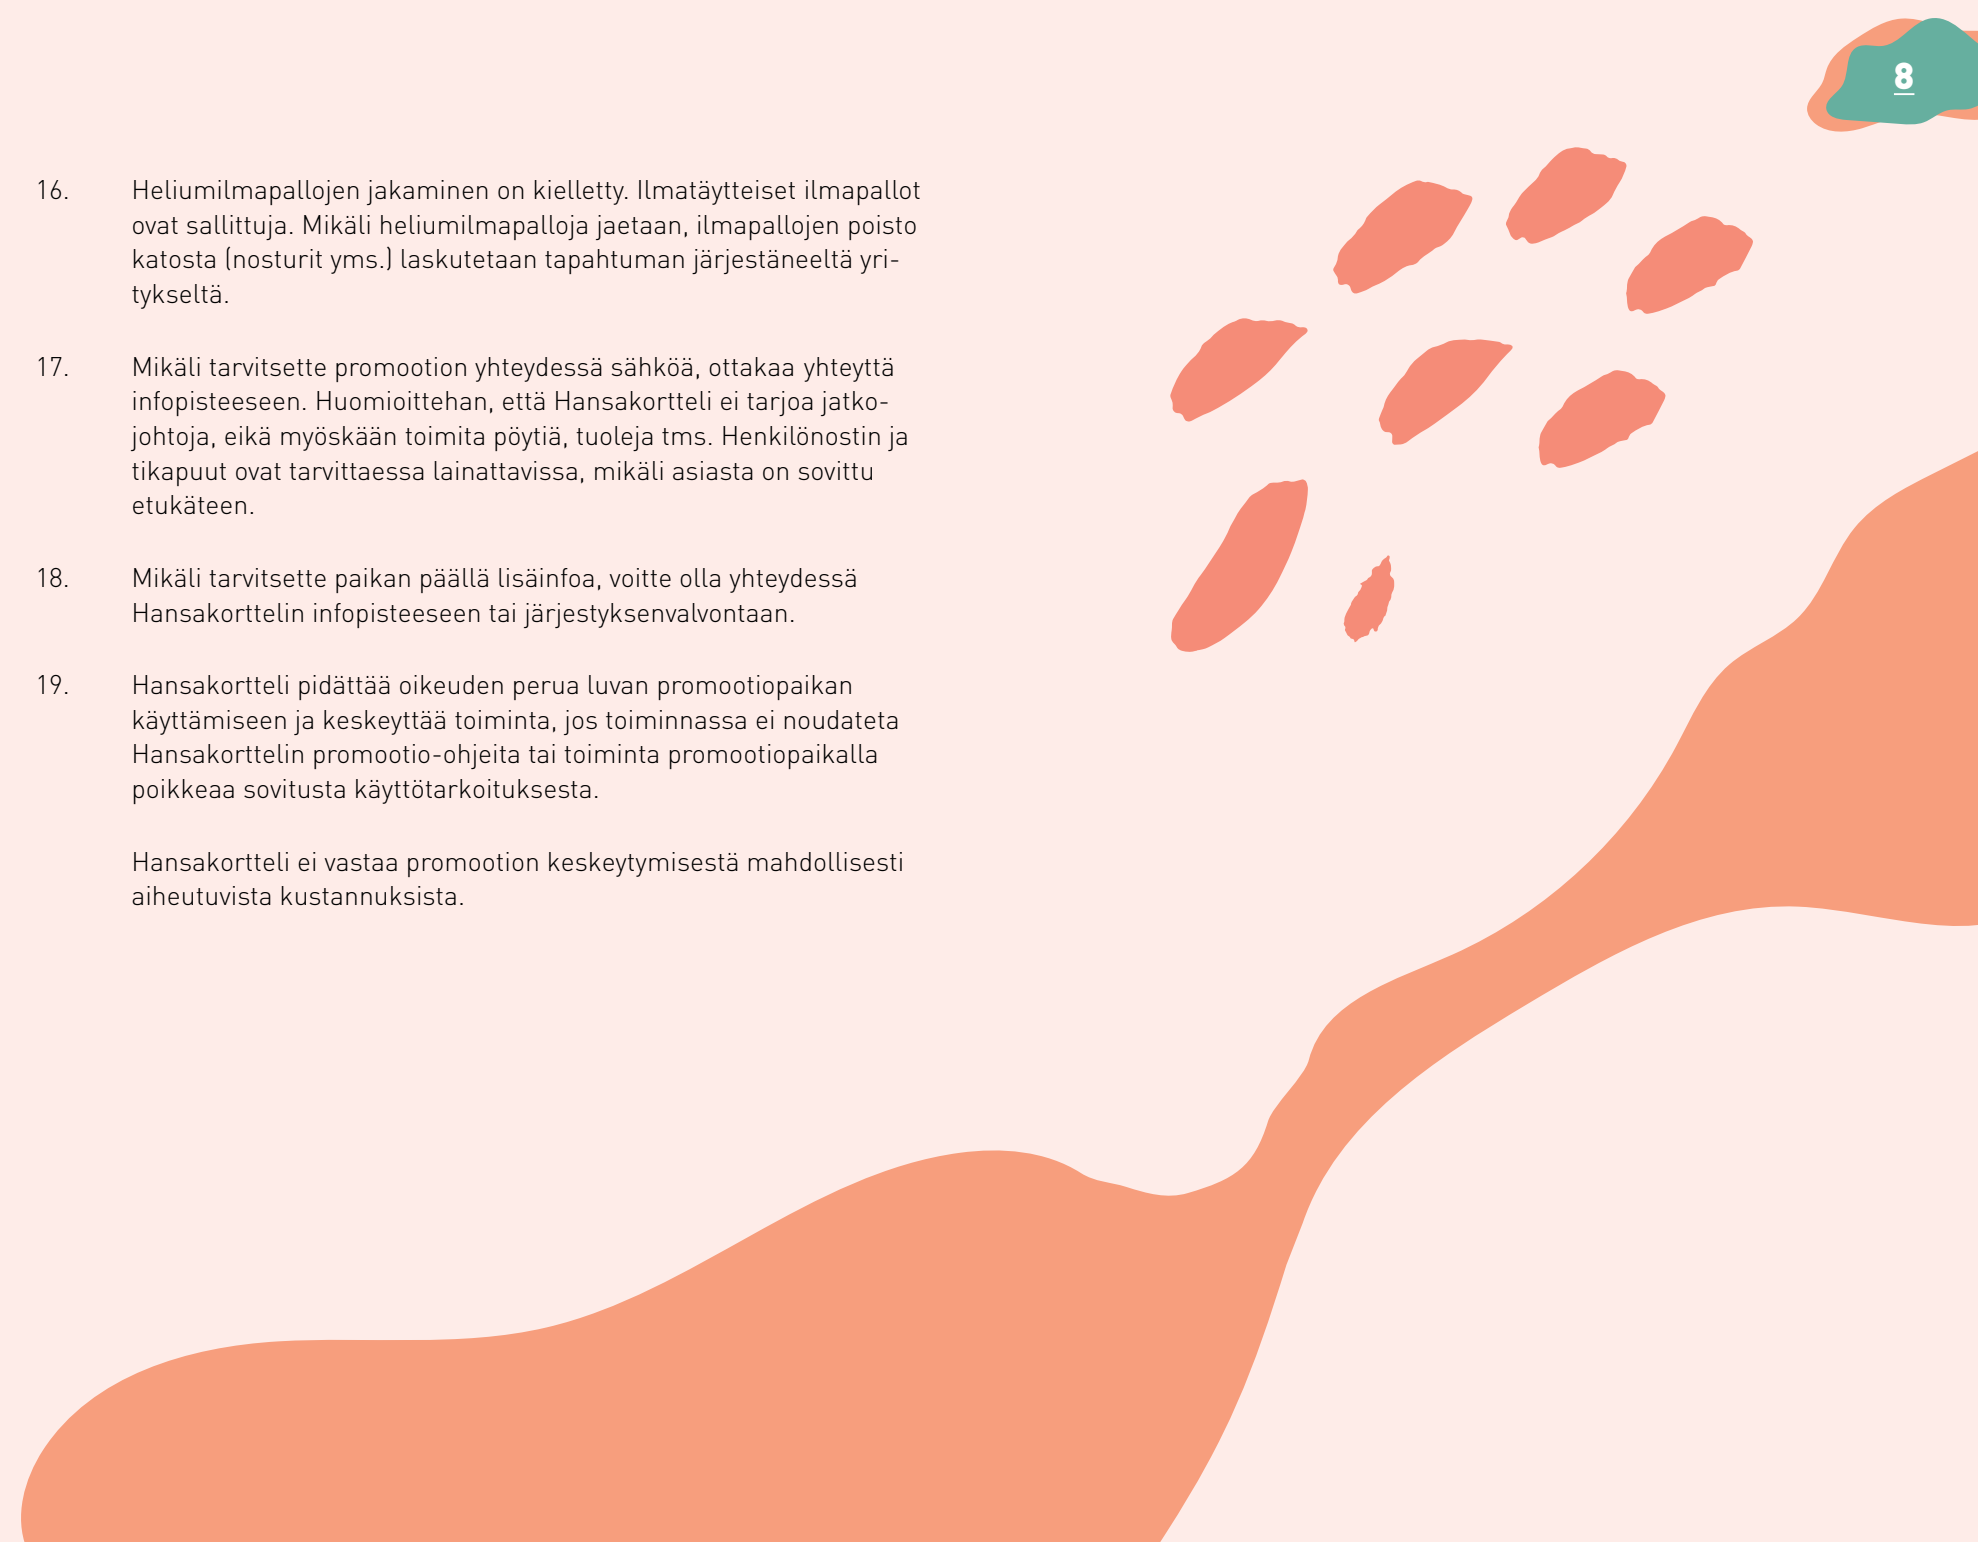 8
16. Heliumilmapallojen jakaminen on kielletty. Ilmatäytteiset ilmapallot
ovat sallittuja. Mikäli heliumilmapalloja jaetaan, ilmapallojen poisto
katosta (nosturit yms.) laskutetaan tapahtuman järjestäneeltä yri-
tykseltä.
17. Mikäli tarvitsette promootion yhteydessä sähköä, ottakaa yhteyttä
infopisteeseen. Huomioittehan, että Hansakortteli ei tarjoa jatko-
johtoja, eikä myöskään toimita pöytiä, tuoleja tms. Henkilönostin ja
tikapuut ovat tarvittaessa lainattavissa, mikäli asiasta on sovittu
etukäteen.
18. Mikäli tarvitsette paikan päällä lisäinfoa, voitte olla yhteydessä
Hansakorttelin infopisteeseen tai järjestyksenvalvontaan.
19. Hansakortteli pidättää oikeuden perua luvan promootiopaikan
käyttämiseen ja keskeyttää toiminta, jos toiminnassa ei noudateta
Hansakorttelin promootio-ohjeita tai toiminta promootiopaikalla
poikkeaa sovitusta käyttötarkoituksesta.
Hansakortteli ei vastaa promootion keskeytymisestä mahdollisesti
aiheutuvista kustannuksista.